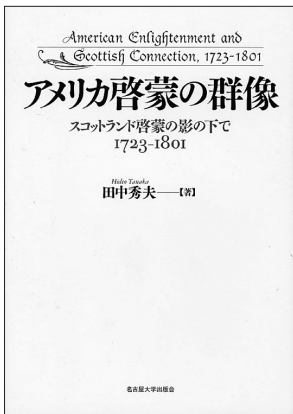 American Enlightenment and
Scottish Connection, 1723-1801
アメリカ啓蒙の群像
スコットランド啓蒙の影の下で
1723-1801
Hideo Tanaka
田中秀夫──【著】
名古屋大学出版会